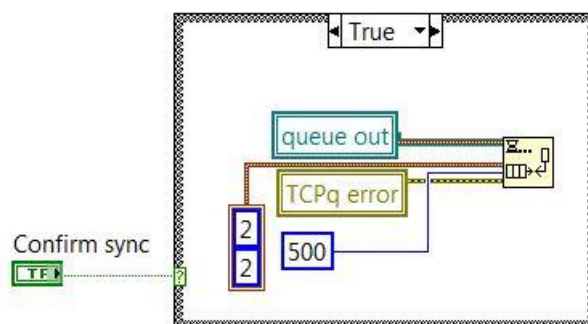 True
queue out
TCPq error
2
2
500
Confirm sync
TF
?